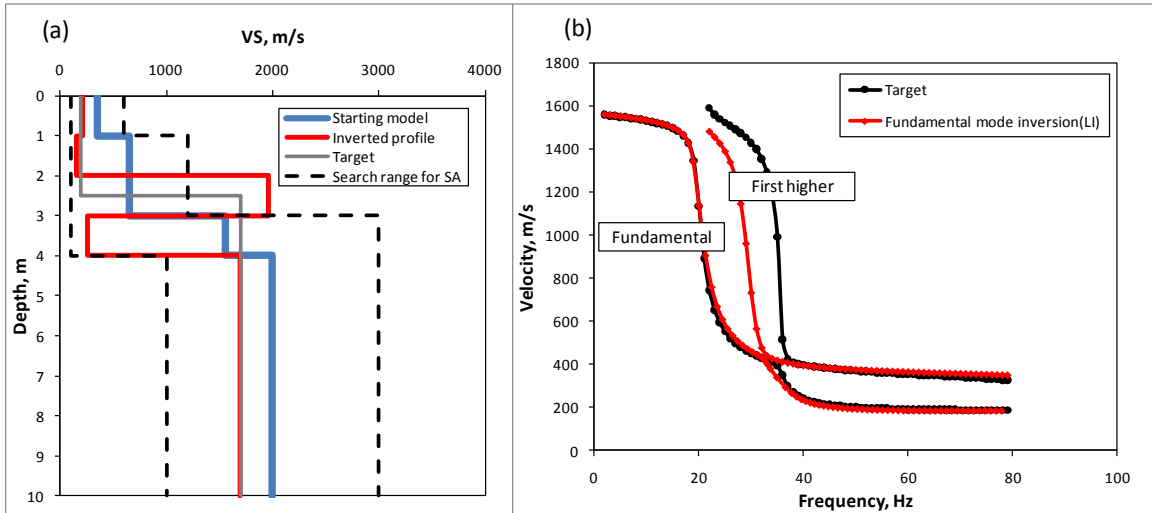 (a)
VS, m/s
0 1000 2000 3000 4000
0
1
2
3
4
5
6
7
8
9
10
Depth, m
Starting model
Inverted profile
Target
Search range for SA
(b)
1800
1600
1400
1200
1000
800
600
400
200
0
Velocity, m/s
Target
Fundamental mode inversion(LI)
First higher
Fundamental
0 20 40 60 80 100
Frequency, Hz